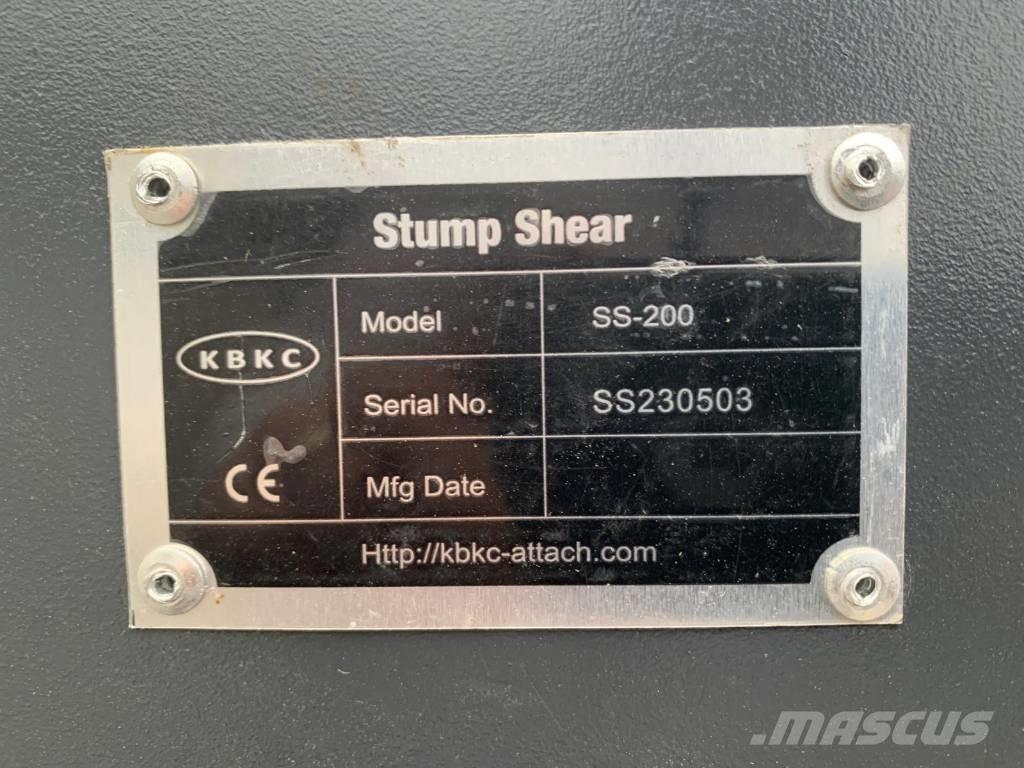 Stump Shear
KBKC
CE
Model SS-200
Serial No. SS230503
Mfg Date
Http://kbkc-attach.com
MASCUS